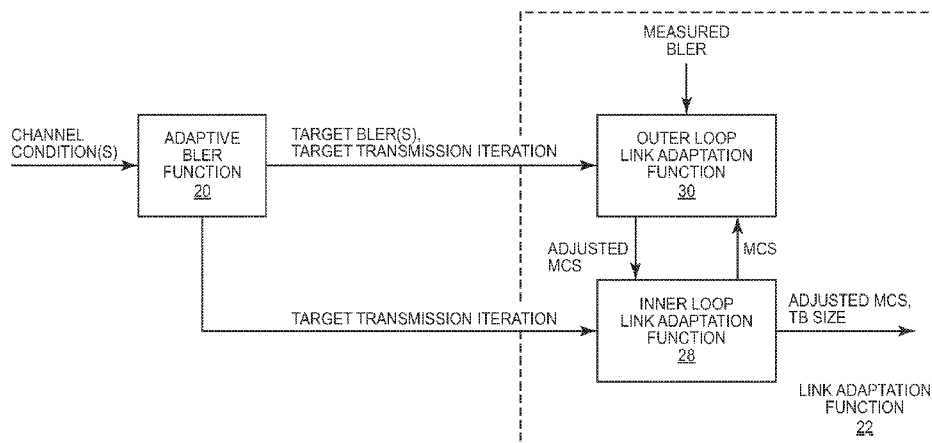 MEASURED
BLER
CHANNEL
CONDITION(S)
ADAPTIVE
BLER
FUNCTION
20
TARGET BLER(S),
TARGET TRANSMISSION ITERATION
OUTER LOOP
LINK ADAPTATION
FUNCTION
30
ADJUSTED
MCS
MCS
TARGET TRANSMISSION ITERATION
INNER LOOP
LINK ADAPTATION
FUNCTION
28
ADJUSTED MCS,
TB SIZE
LINK ADAPTATION
FUNCTION
22